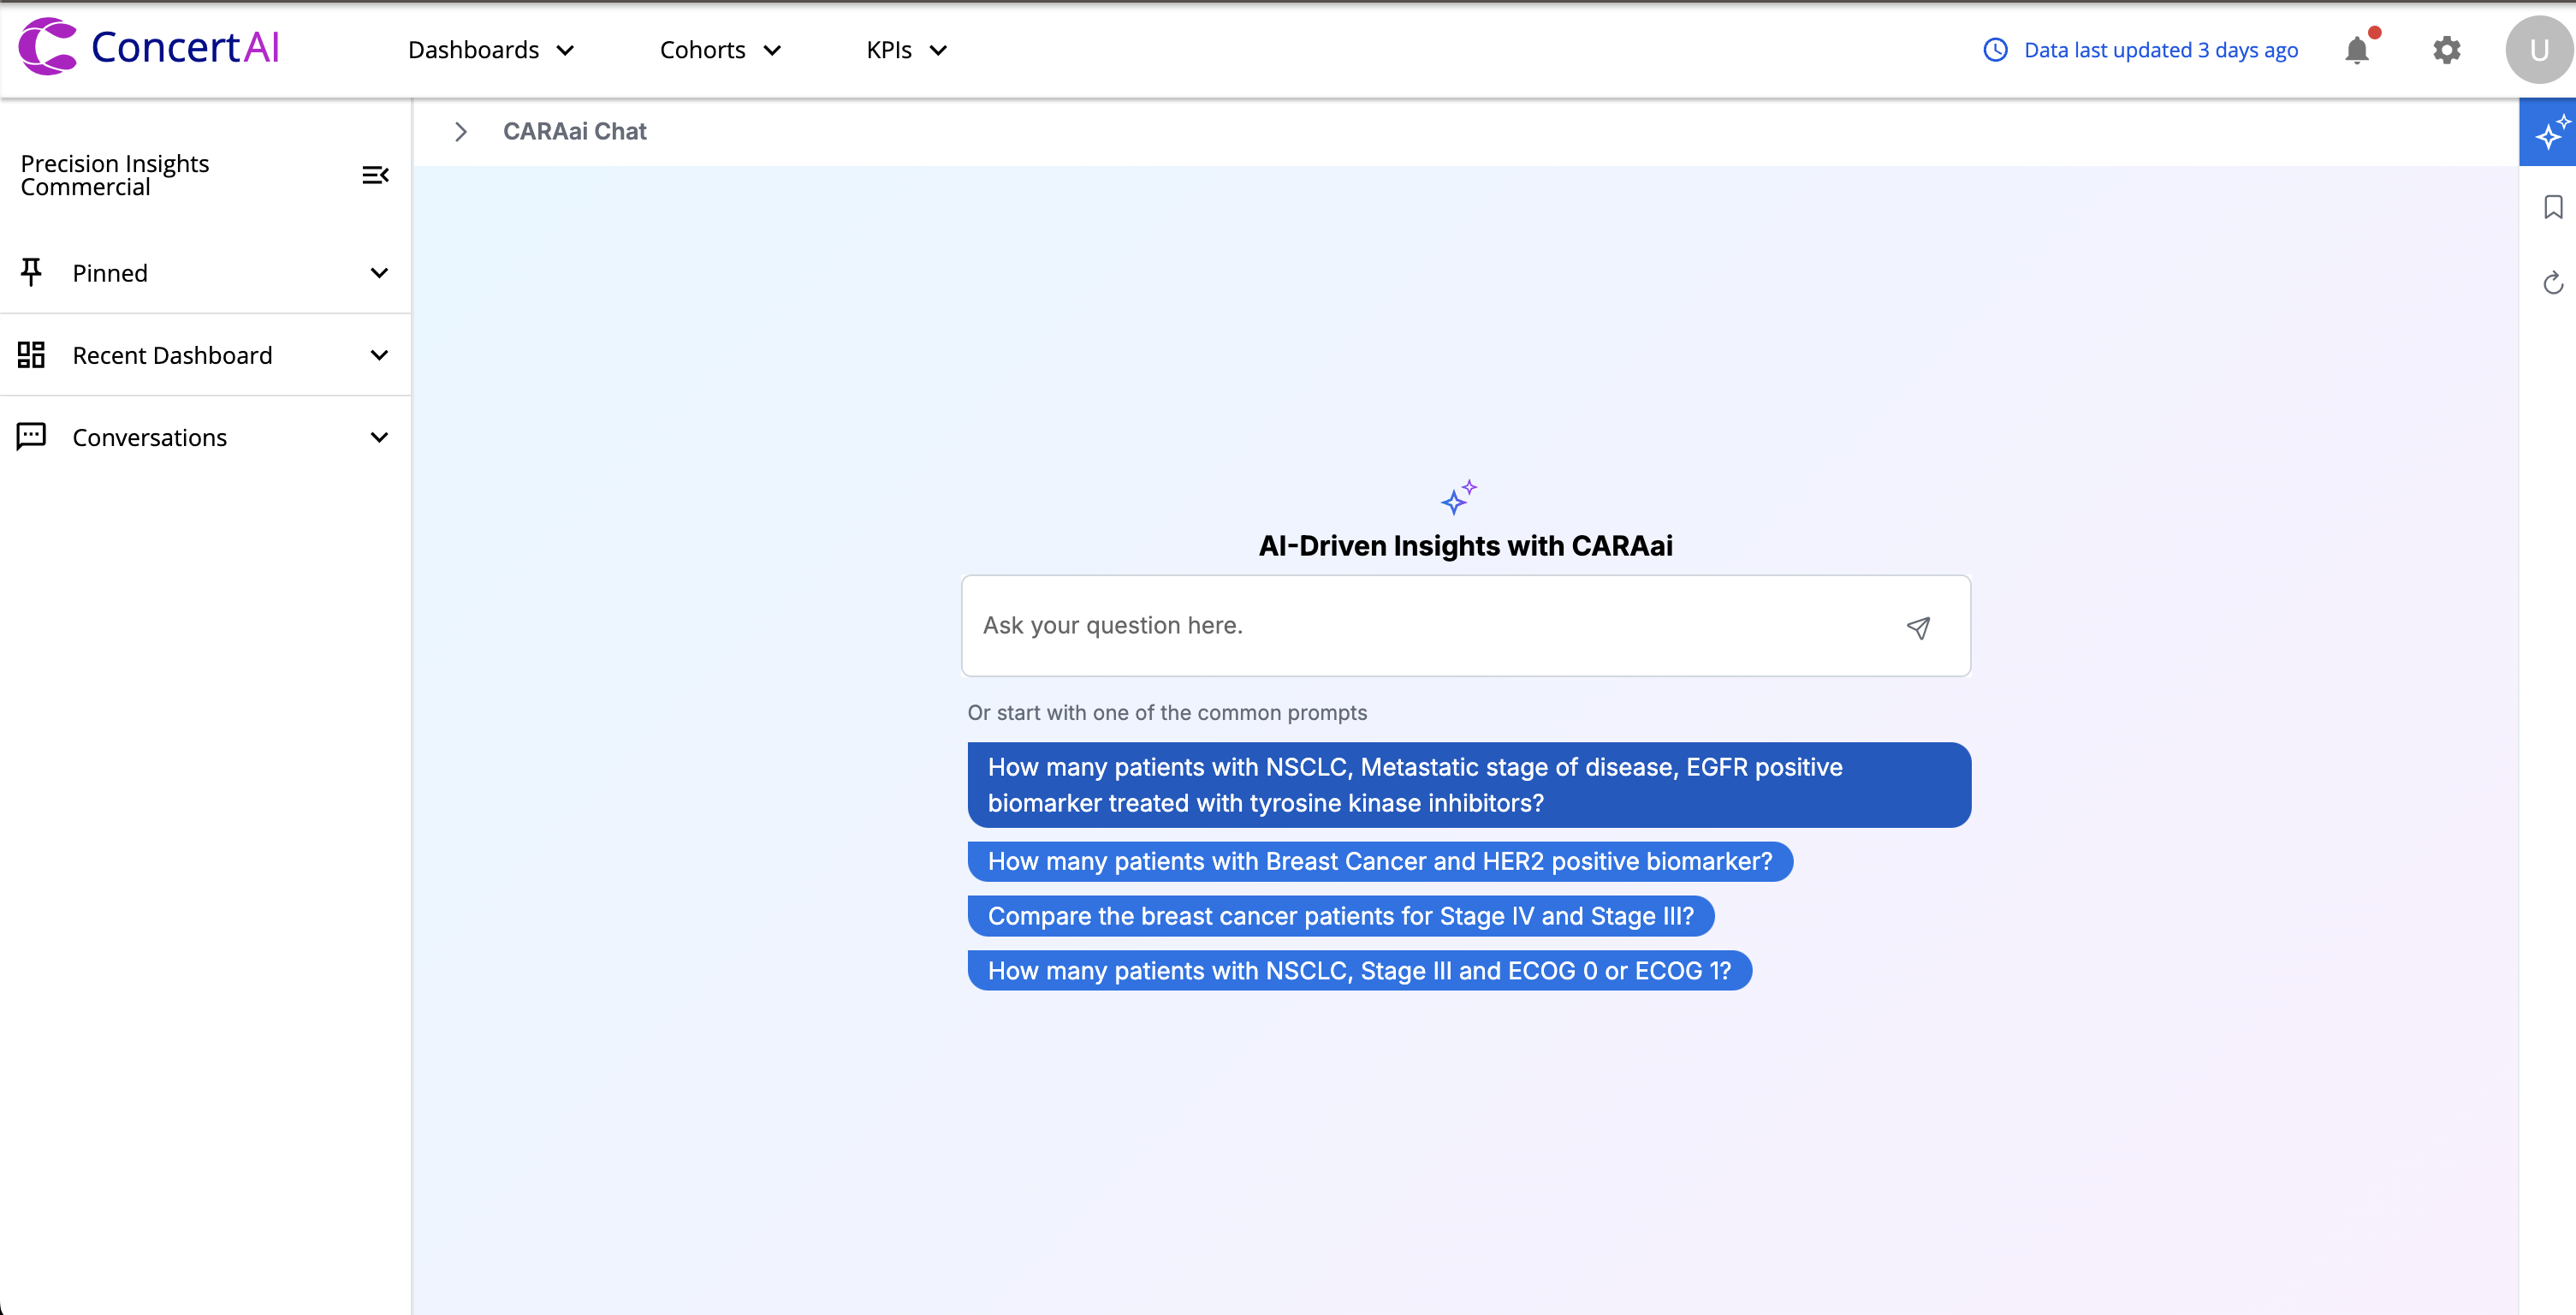 ConcertAI
Dashboards
Cohorts
KPIs
Data last updated 3 days ago
U
Precision Insights
Commercial
Pinned
Recent Dashboard
Conversations
CARAai Chat
AI-Driven Insights with CARAai
Ask your question here.
Or start with one of the common prompts
How many patients with NSCLC, Metastatic stage of disease, EGFR positive
biomarker treated with tyrosine kinase inhibitors?
How many patients with Breast Cancer and HER2 positive biomarker?
Compare the breast cancer patients for Stage IV and Stage III?
How many patients with NSCLC, Stage III and ECOG 0 or ECOG 1?